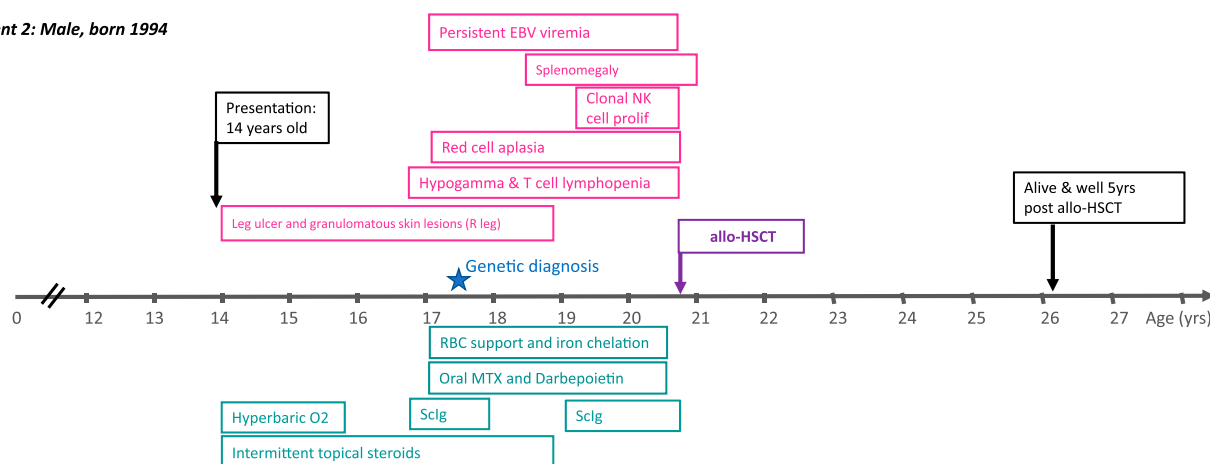 2: Male, born 1994
Persistent EBV viremia
Splenomegaly
Clonal NK
cell prolif
Presentation:
14 years old
Red cell aplasia
Hypogamma & T cell lymphopenia
Alive & well 5yrs
post allo-HSCT
Leg ulcer and granulomatous skin lesions (R leg)
allo-HSCT
Genetic diagnosis
0 12 13 14 15 16 17 18 19 20 21 22 23 24 25 26 27 Age (yrs)
RBC support and iron chelation
Oral MTX and Darbepoietin
Hyperbaric O2
ScIg
ScIg
Intermittent topical steroids